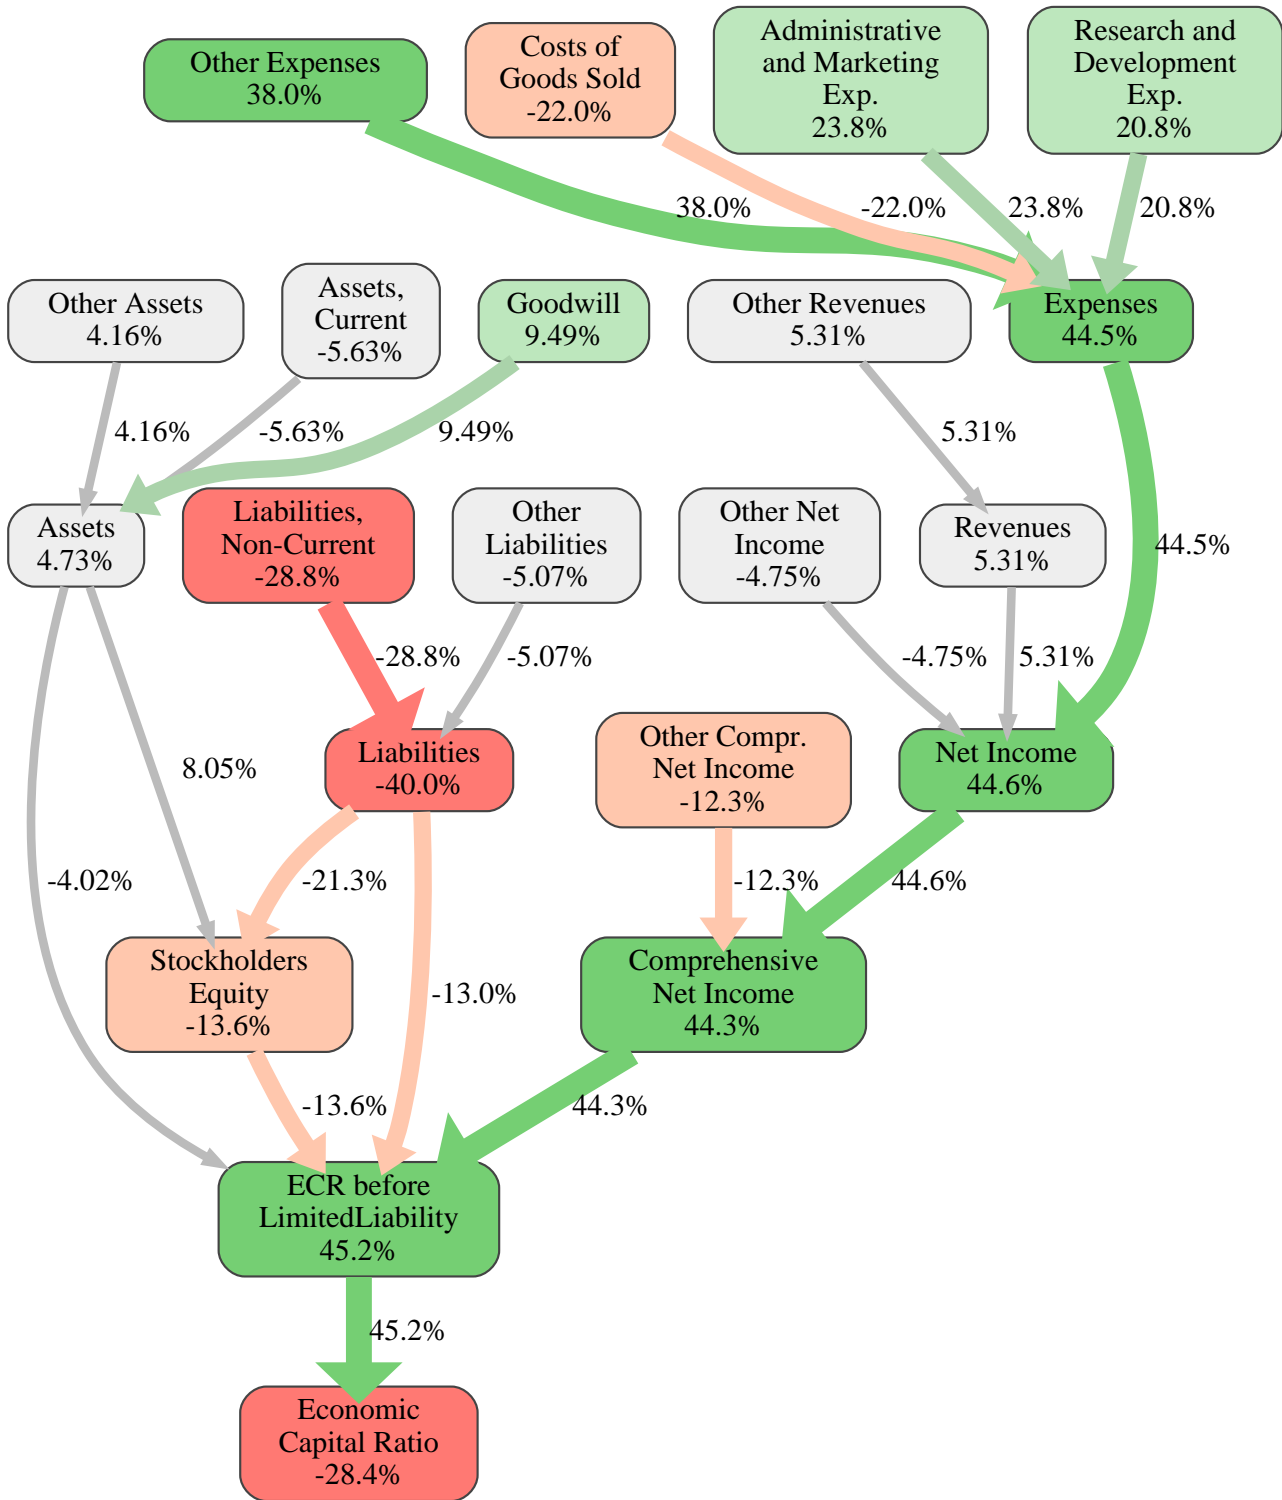 Other Expenses
38.0%
Costs of
Goods Sold
-22.0%
Administrative
and Marketing
Exp.
23.8%
Research and
Development
Exp.
20.8%
38.0%
-22.0%
23.8%
20.8%
Other Assets
4.16%
Assets,
Current
-5.63%
Goodwill
9.49%
Other Revenues
5.31%
Expenses
44.5%
4.16%
-5.63%
9.49%
5.31%
44.5%
Assets
4.73%
Liabilities,
Non-Current
-28.8%
Other
Liabilities
-5.07%
Other Net
Income
-4.75%
Revenues
5.31%
-28.8%
-5.07%
-4.75%
5.31%
8.05%
Liabilities
-40.0%
Other Compr.
Net Income
-12.3%
Net Income
44.6%
-4.02%
-21.3%
-12.3%
44.6%
Stockholders
Equity
-13.6%
-13.0%
Comprehensive
Net Income
44.3%
-13.6%
44.3%
ECR before
LimitedLiability
45.2%
45.2%
Economic
Capital Ratio
-28.4%